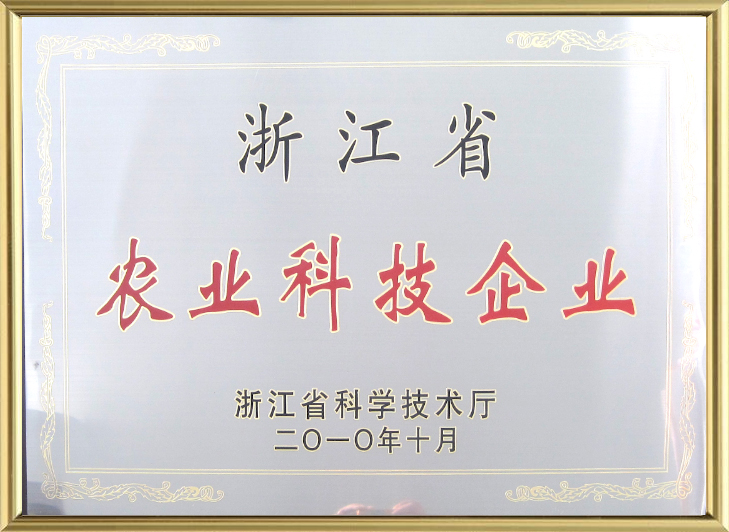 浙江省
农业科技企业
浙江省科学技术厅
二〇一〇年十月